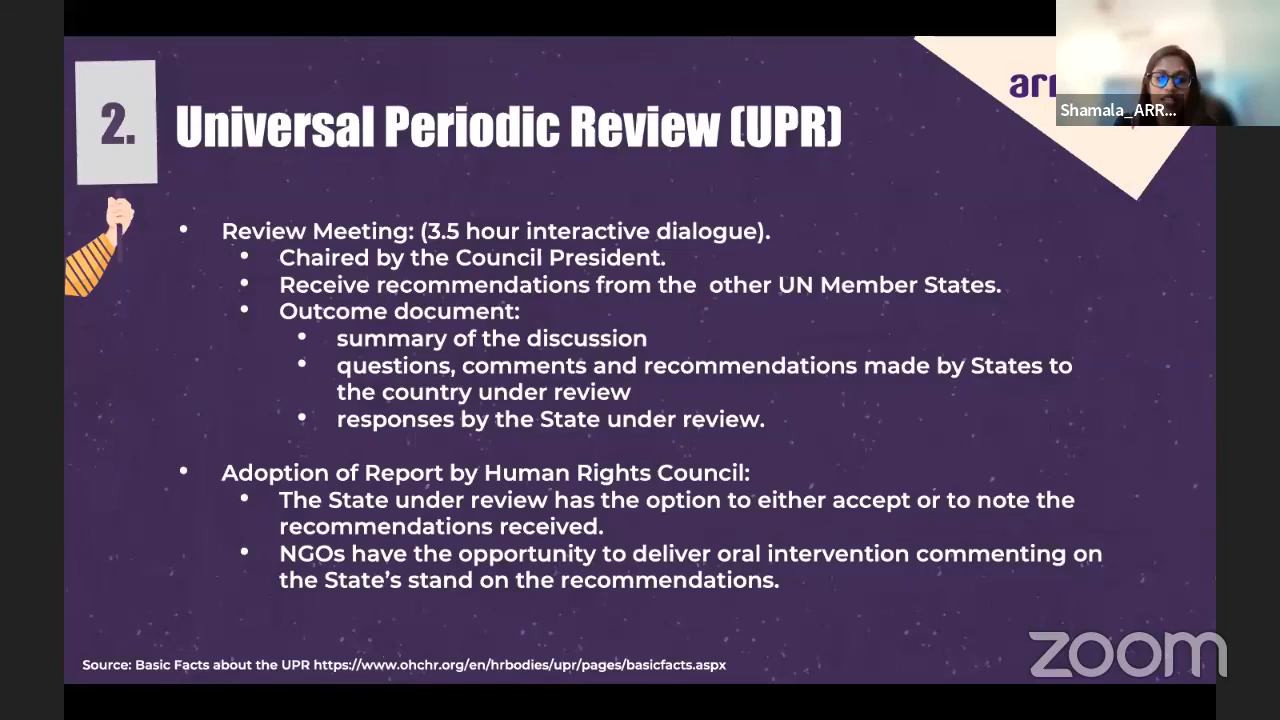 arr
Shamala_ARR...
2.
Universal Periodic Review (UPR)
• Review Meeting: (3.5 hour interactive dialogue).
• Chaired by the Council President.
• Receive recommendations from the other UN Member States.
• Outcome document:
• summary of the discussion
• questions, comments and recommendations made by States to
the country under review
• responses by the State under review.
• Adoption of Report by Human Rights Council:
• The State under review has the option to either accept or to note the
recommendations received.
• NGOs have the opportunity to deliver oral intervention commenting on
the State’s stand on the recommendations.
Source: Basic Facts about the UPR https://www.ohchr.org/en/hrbodies/upr/pages/basicfacts.aspx
zoom